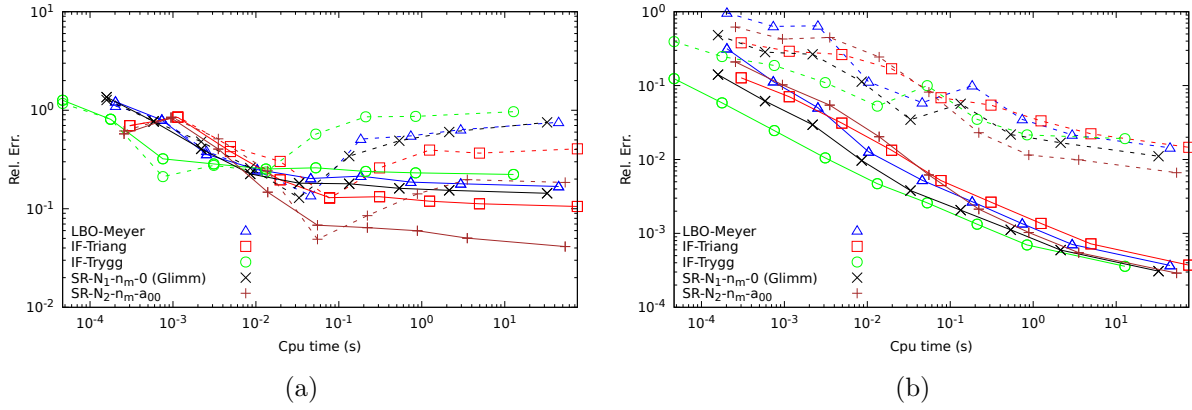 10^1
10^0
10^-1
10^-2
Rel. Err.
LBO-Meyer
IF-Triang
IF-Trygg
SR-N₁-nₘ-0 (Glimm)
SR-N₂-nₘ-a₀₀
10^-4 10^-3 10^-2 10^-1 10^0 10^1
Cpu time (s)
(a)
10^0
10^-1
10^-2
10^-3
10^-4
Rel. Err.
LBO-Meyer
IF-Triang
IF-Trygg
SR-N₁-nₘ-0 (Glimm)
SR-N₂-nₘ-a₀₀
10^-4 10^-3 10^-2 10^-1 10^0 10^1
Cpu time (s)
(b)